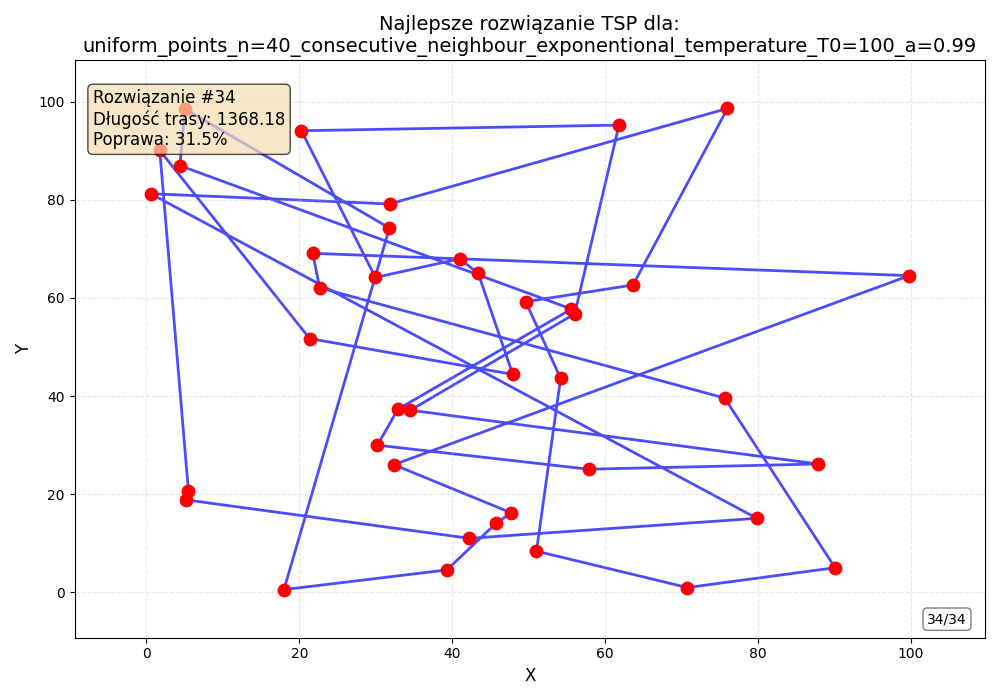 Najlepsze rozwiązanie TSP dla:
uniform_points_n=40_consecutive_neighbour_exponentional_temperature_T0=100_a=0.99
Rozwiązanie #34
Długość trasy: 1368.18
Poprawa: 31.5%
100
80
60
40
20
0
Y
34/34
0 20 40 60 80 100
X